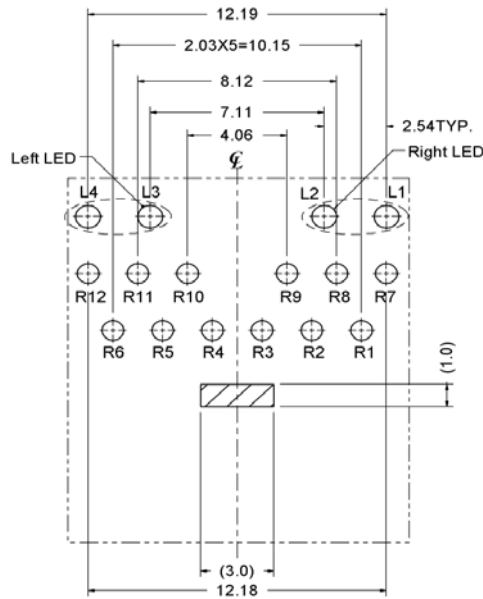 12.19
2.03X5=10.15
8.12
7.11
4.06
2.54TYP.
℄
Left LED
Right LED
L4 L3 L2 L1
R12 R11 R10 R9 R8 R7
R6 R5 R4 R3 R2 R1
(1.0)
(3.0)
12.18